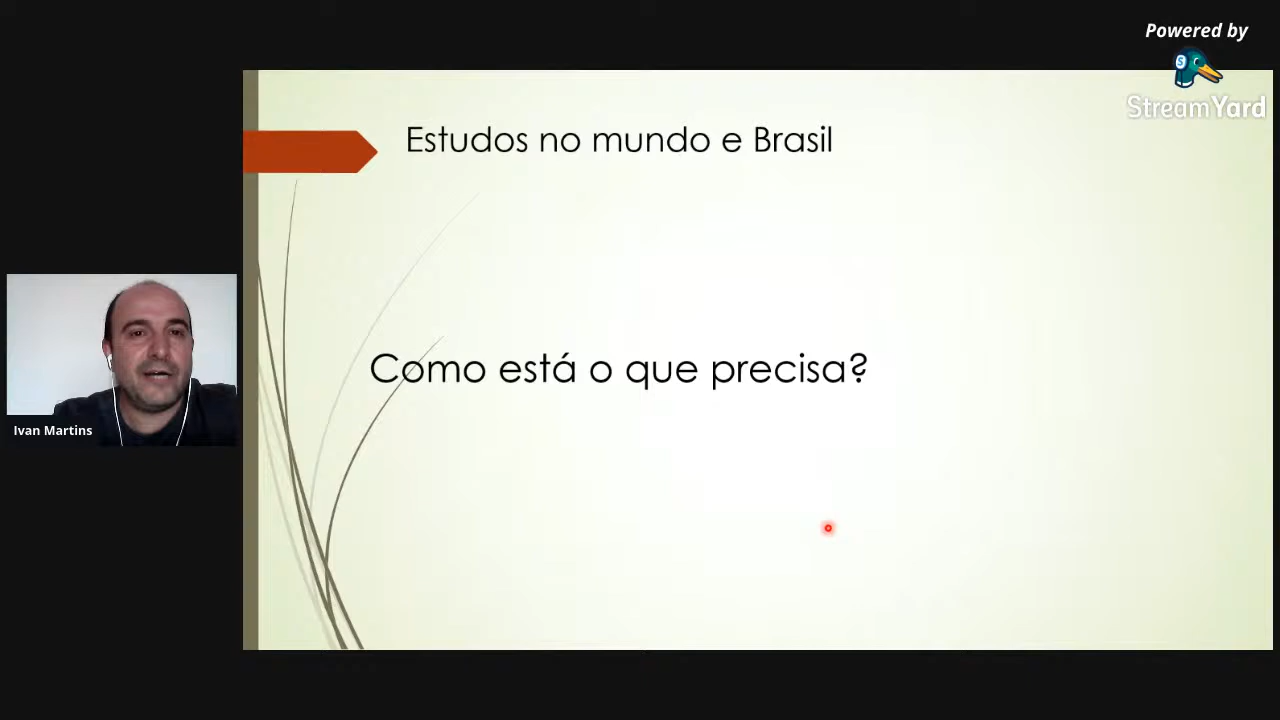 Powered by
StreamYard
Estudos no mundo e Brasil
Como está o que precisa?
Ivan Martins